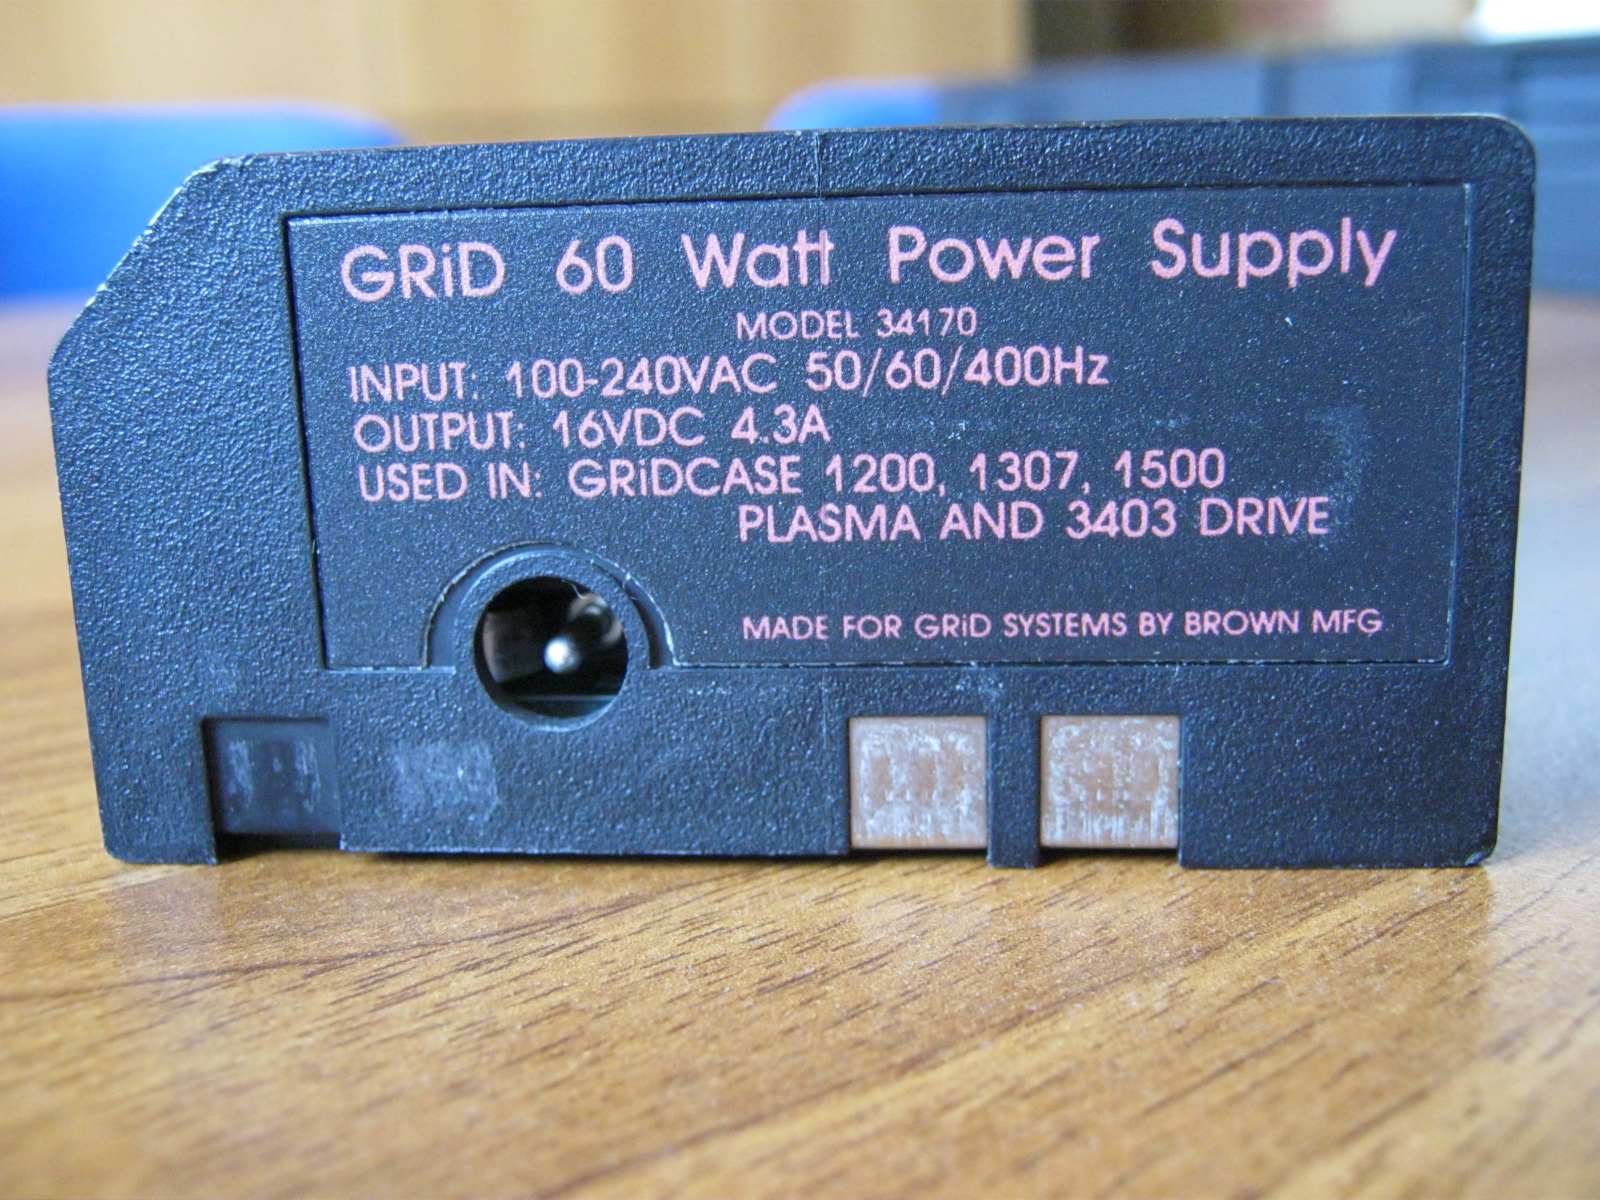 GRiD 60 Watt Power Supply
MODEL 34170
INPUT: 100-240VAC 50/60/400Hz
OUTPUT: 16VDC 4.3A
USED IN: GRiDCASE 1200, 1307, 1500
PLASMA AND 3403 DRIVE
MADE FOR GRiD SYSTEMS BY BROWN MFG